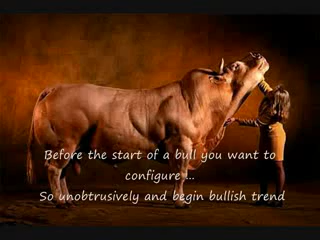 Before the start of a bull you want to
configure ...
So unobtrusively and begin bullish trend